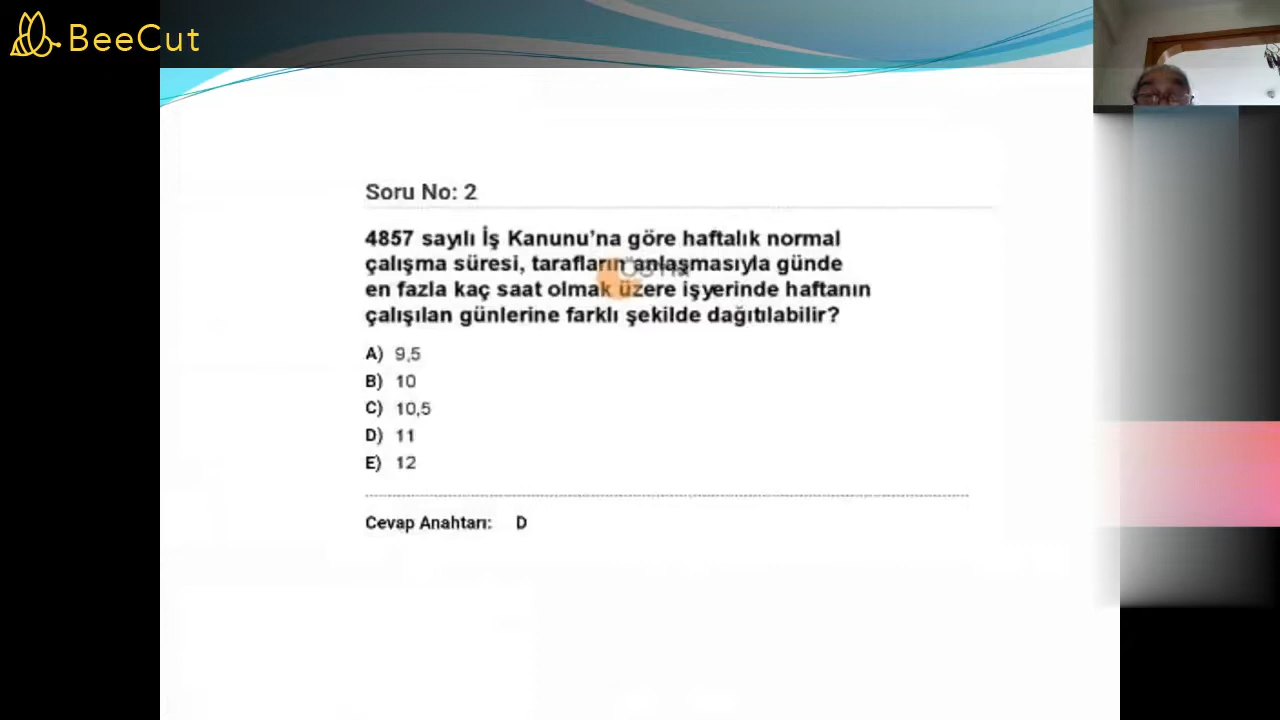 BeeCut
Soru No: 2
4857 sayılı İş Kanunu'na göre haftalık normal
çalışma süresi, tarafların anlaşmasıyla günde
en fazla kaç saat olmak üzere işyerinde haftanın
çalışılan günlerine farklı şekilde dağıtılabilir?
A) 9,5
B) 10
C) 10,5
D) 11
E) 12
Cevap Anahtarı: D